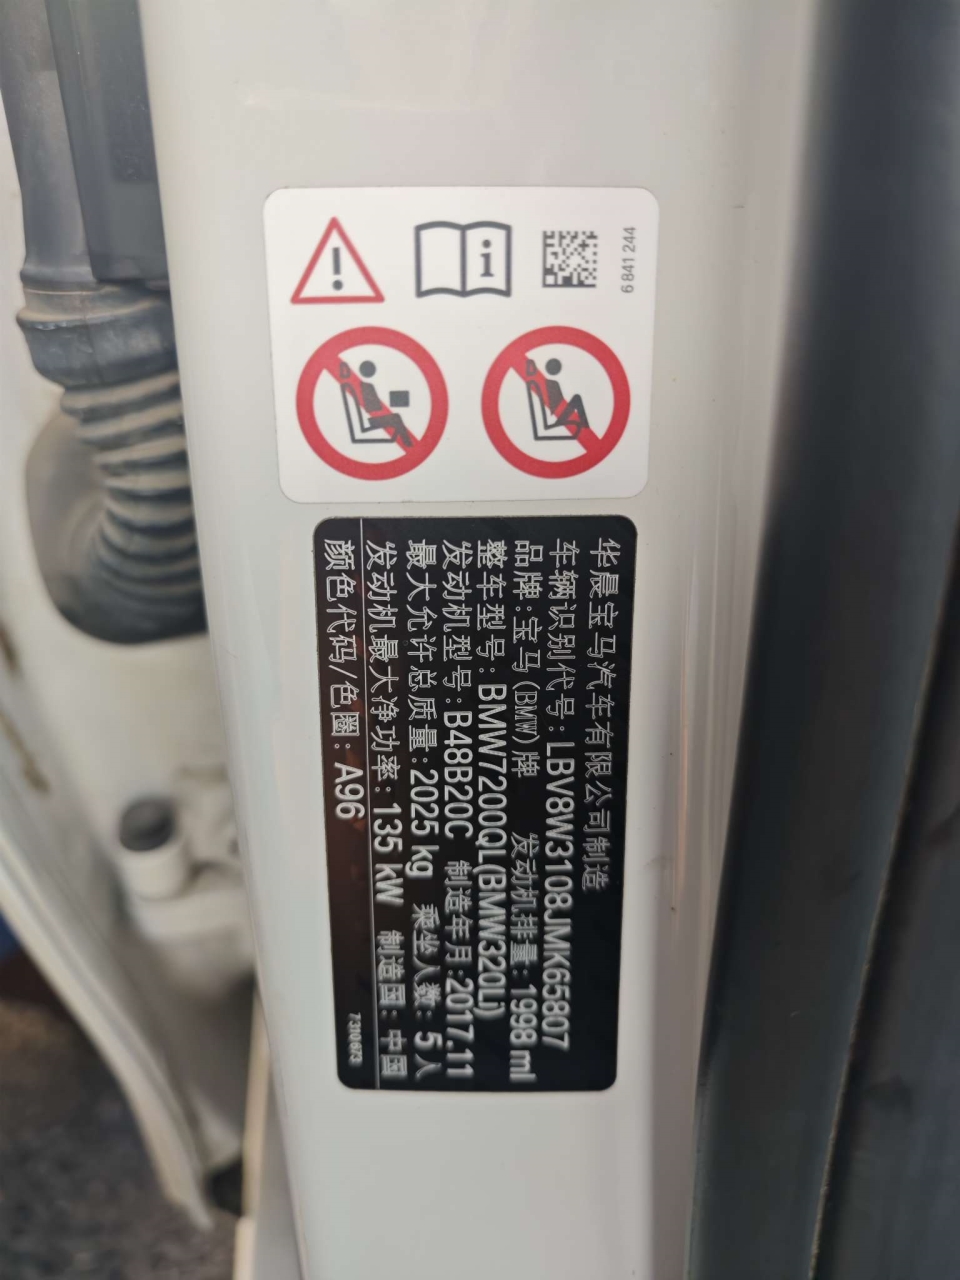 6 841 244
华晨宝马汽车有限公司制造
车辆识别代号: LBV8W3108JMK65807
品牌:宝马(BMW)牌 发动机排量: 1998 ml
整车型号: BMW7200QL(BMW320Li)
发动机型号: B48B20C 制造年月:2017.11
最大允许总质量:2025 kg 乘坐人数: 5人
发动机最大净功率: 135 kW 制造国: 中国
颜色代码/色圈: A96
7310673